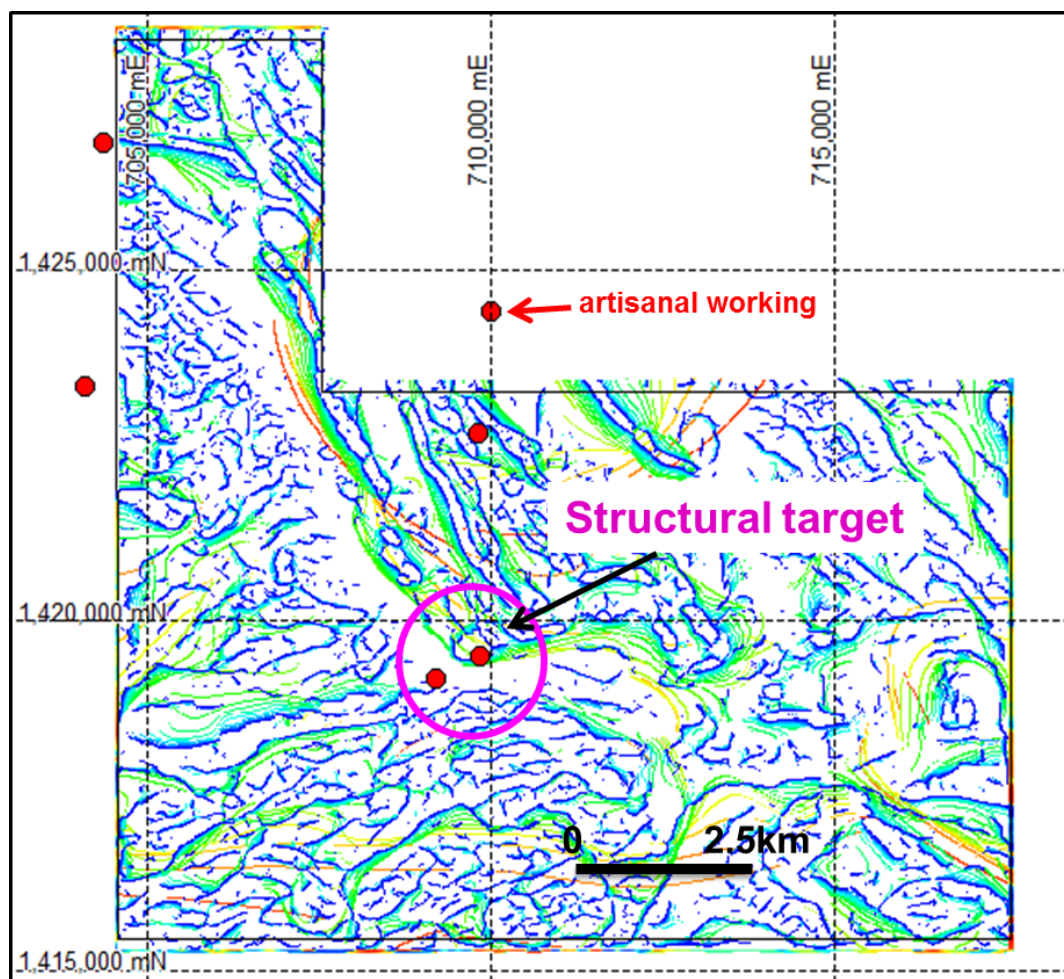 705,000 mE
710,000 mE
715,000 mE
1,425,000 mN
artisanal working
Structural target
1,420,000 mN
0 2.5km
1,415,000 mN